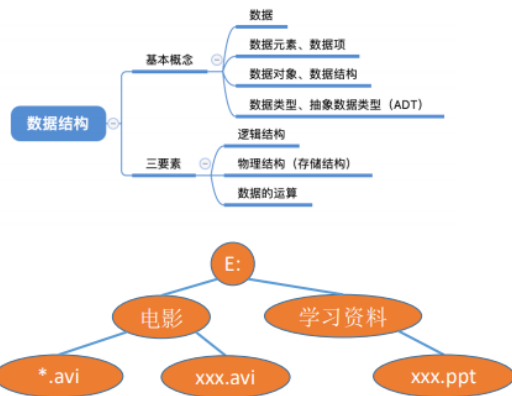 数据结构
基本概念
数据
数据元素、数据项
数据对象、数据结构
数据类型、抽象数据类型（ADT）
三要素
逻辑结构
物理结构（存储结构）
数据的运算
E:
电影
学习资料
*.avi
xxx.avi
xxx.ppt